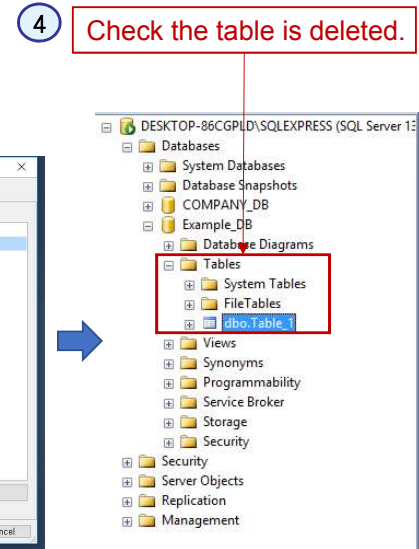 4
Check the table is deleted.
DESKTOP-86CGPLD\SQLEXPRESS (SQL Server 13
Databases
System Databases
Database Snapshots
COMPANY_DB
Example_DB
Database Diagrams
Tables
System Tables
FileTables
dbo.Table_1
Views
Synonyms
Programmability
Service Broker
Storage
Security
Security
Server Objects
Replication
Management
ncel